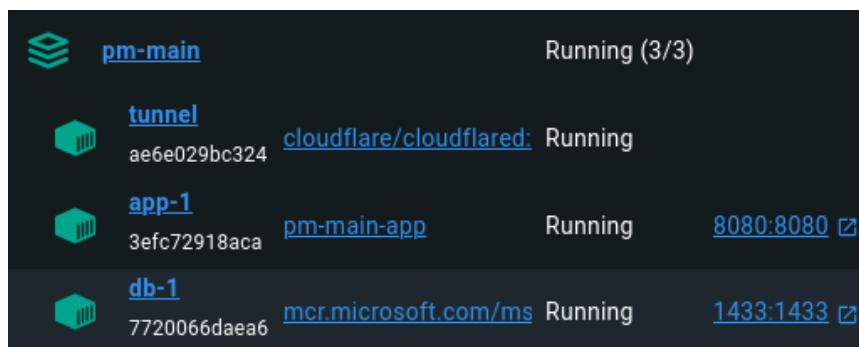 pm-main Running (3/3)
tunnel
ae6e029bc324 cloudflare/cloudflared: Running
app-1
3efc72918aca pm-main-app Running 8080:8080
db-1
7720066daea6 mcr.microsoft.com/ms Running 1433:1433